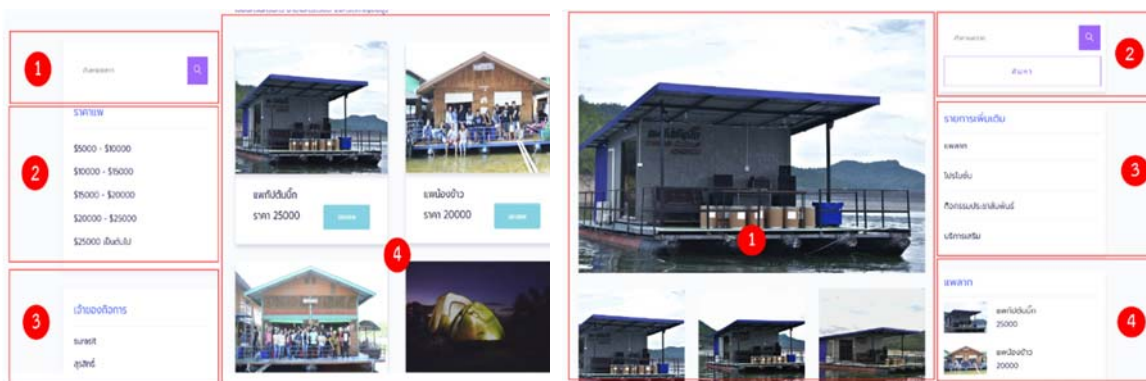 1
ราคาแพ
$5000 - $10000
$10000 - $15000
2
$15000 - $20000
$20000 - $25000
$25000 เป็นต้นไป
3
เจ้าของกิจการ
surasit
สุรสิทธิ์
แพกัปตันบิ๊ก
ราคา 25000
แพน้องข้าว
ราคา 20000
4
1
2
ค้นหา
รายการเพิ่มเติม
แพลาก
3
โปรโมชั่น
กิจกรรมประชาสัมพันธ์
บริการเสริม
แพลาก
4
แพกัปตันบิ๊ก
25000
แพน้องข้าว
20000